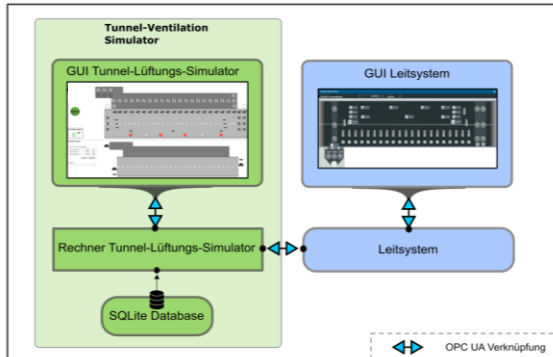 Tunnel-Ventilation
Simulator
GUI Tunnel-Lüftungs-Simulator
GUI Leitsystem
Rechner Tunnel-Lüftungs-Simulator
Leitsystem
SQLite Database
OPC UA Verknüpfung